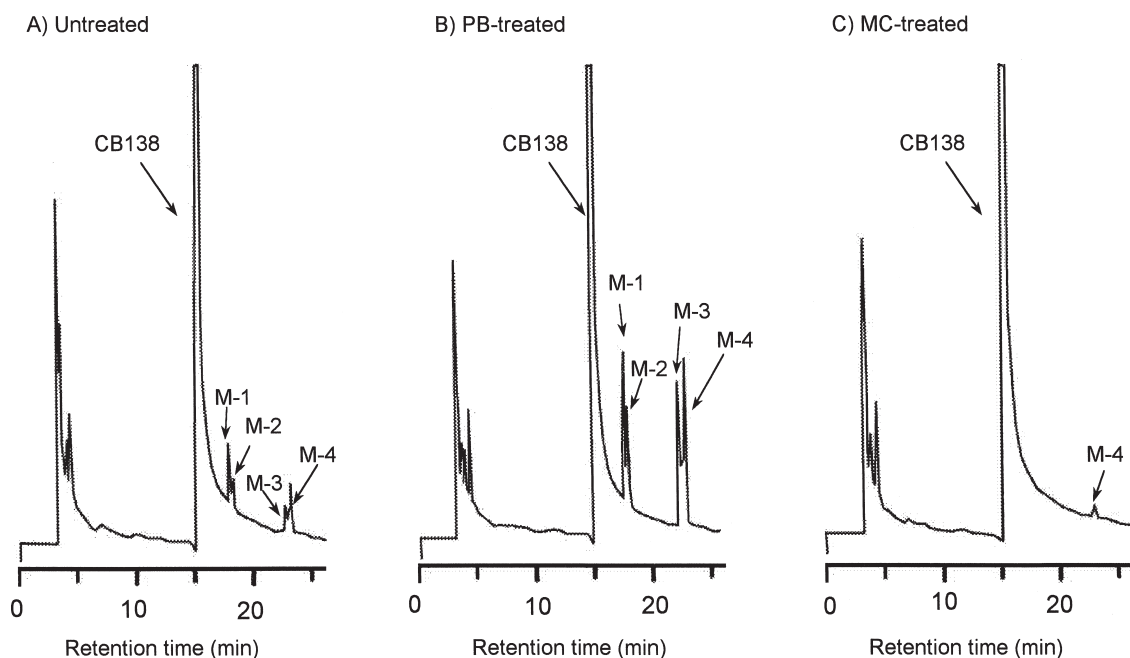 A) Untreated
CB138
M-1
M-2
M-3
M-4
0 10 20
Retention time (min)
B) PB-treated
CB138
M-1
M-3
M-4
M-2
0 10 20
Retention time (min)
C) MC-treated
CB138
M-4
0 10 20
Retention time (min)